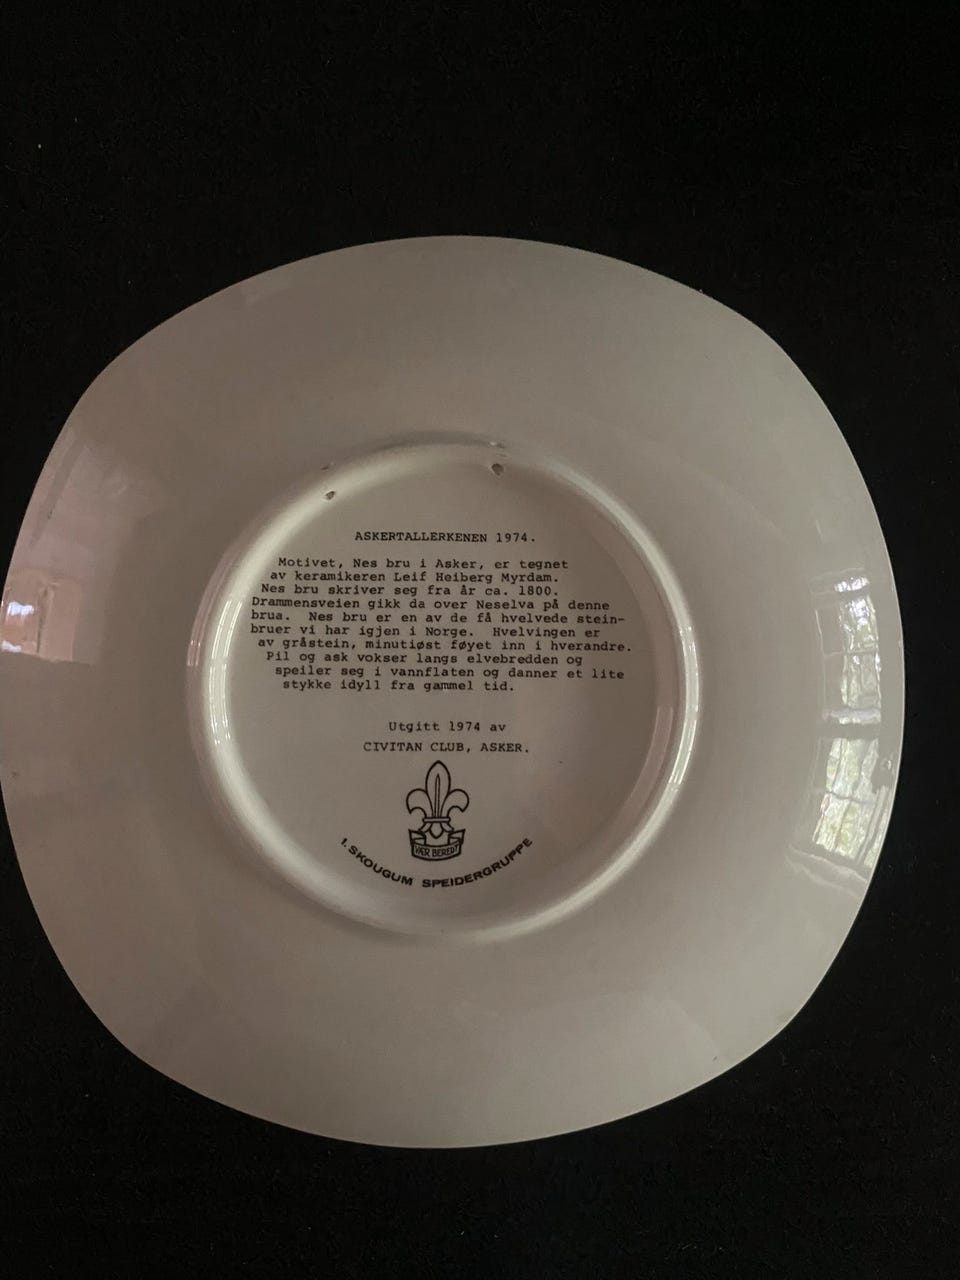 ASKERTALLERKENEN 1974.
Motivet, Nes bru i Asker, er tegnet
av keramikeren Leif Heiberg Myrdam.
Nes bru skriver seg fra år ca. 1800.
Drammensveien gikk da over Neselva på denne
brua. Nes bru er en av de få hvelvede stein-
bruer vi har igjen i Norge. Hvelvingen er
av gråstein, minutiøst føyet inn i hverandre.
Pil og ask vokser langs elvebredden og
speiler seg i vannflaten og danner et lite
stykke idyll fra gammel tid.
Utgitt 1974 av
CIVITAN CLUB, ASKER.
VÆR BEREDT
1. SKOUGUM SPEIDERGRUPPE